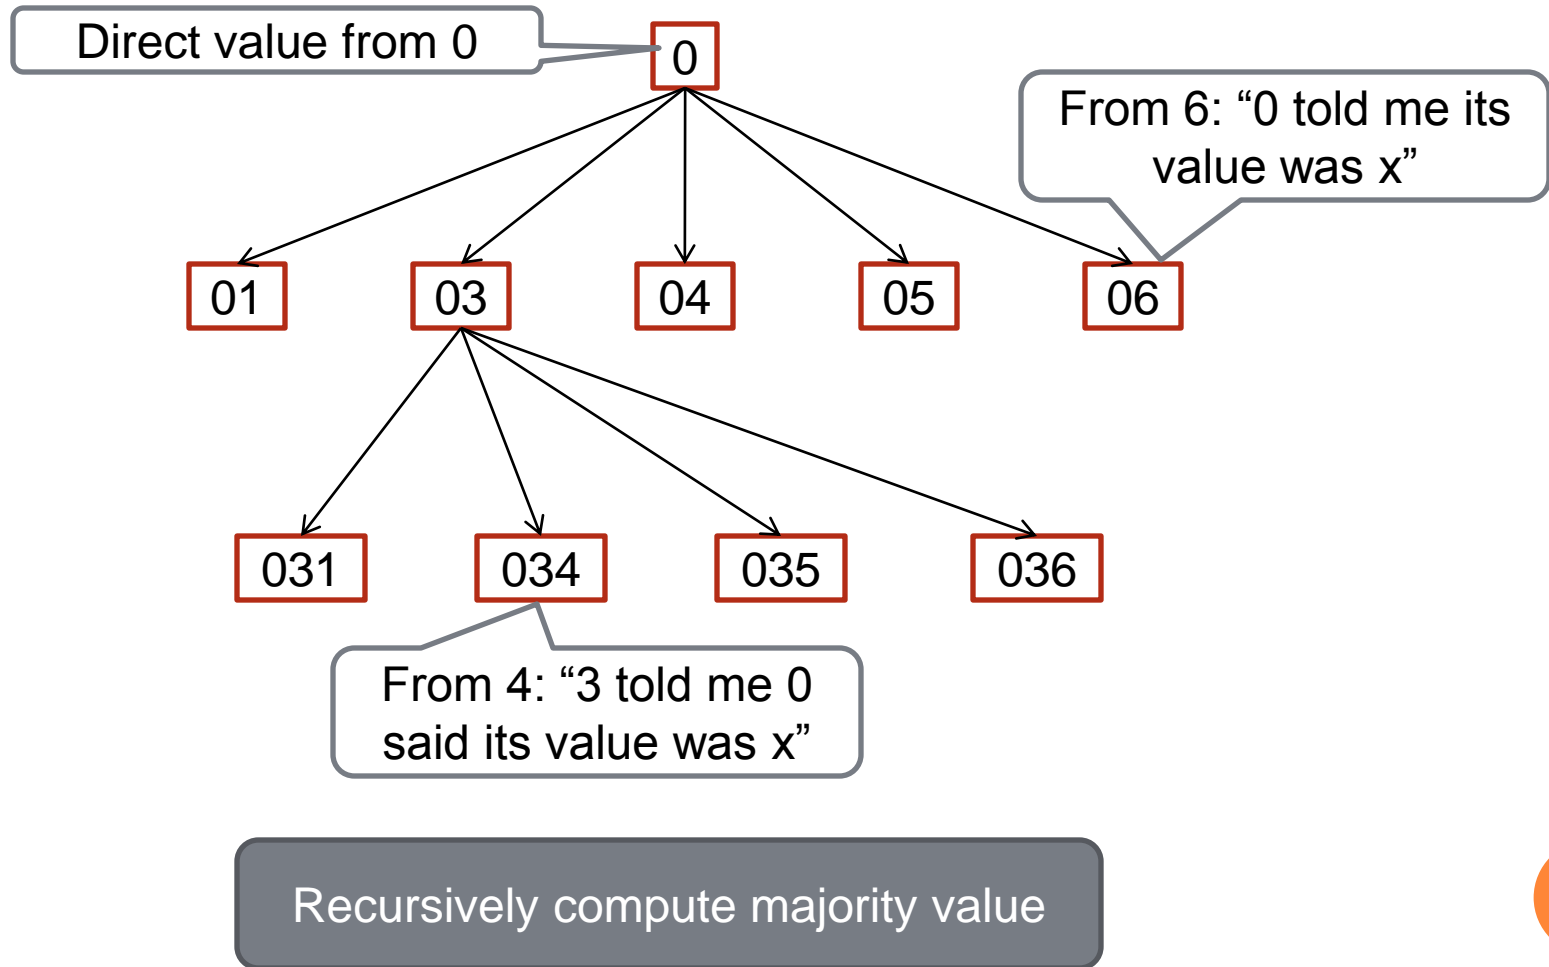 Direct value from 0
0
From 6: “0 told me its
value was x”
01
03
04
05
06
031
034
035
036
From 4: “3 told me 0
said its value was x”
Recursively compute majority value